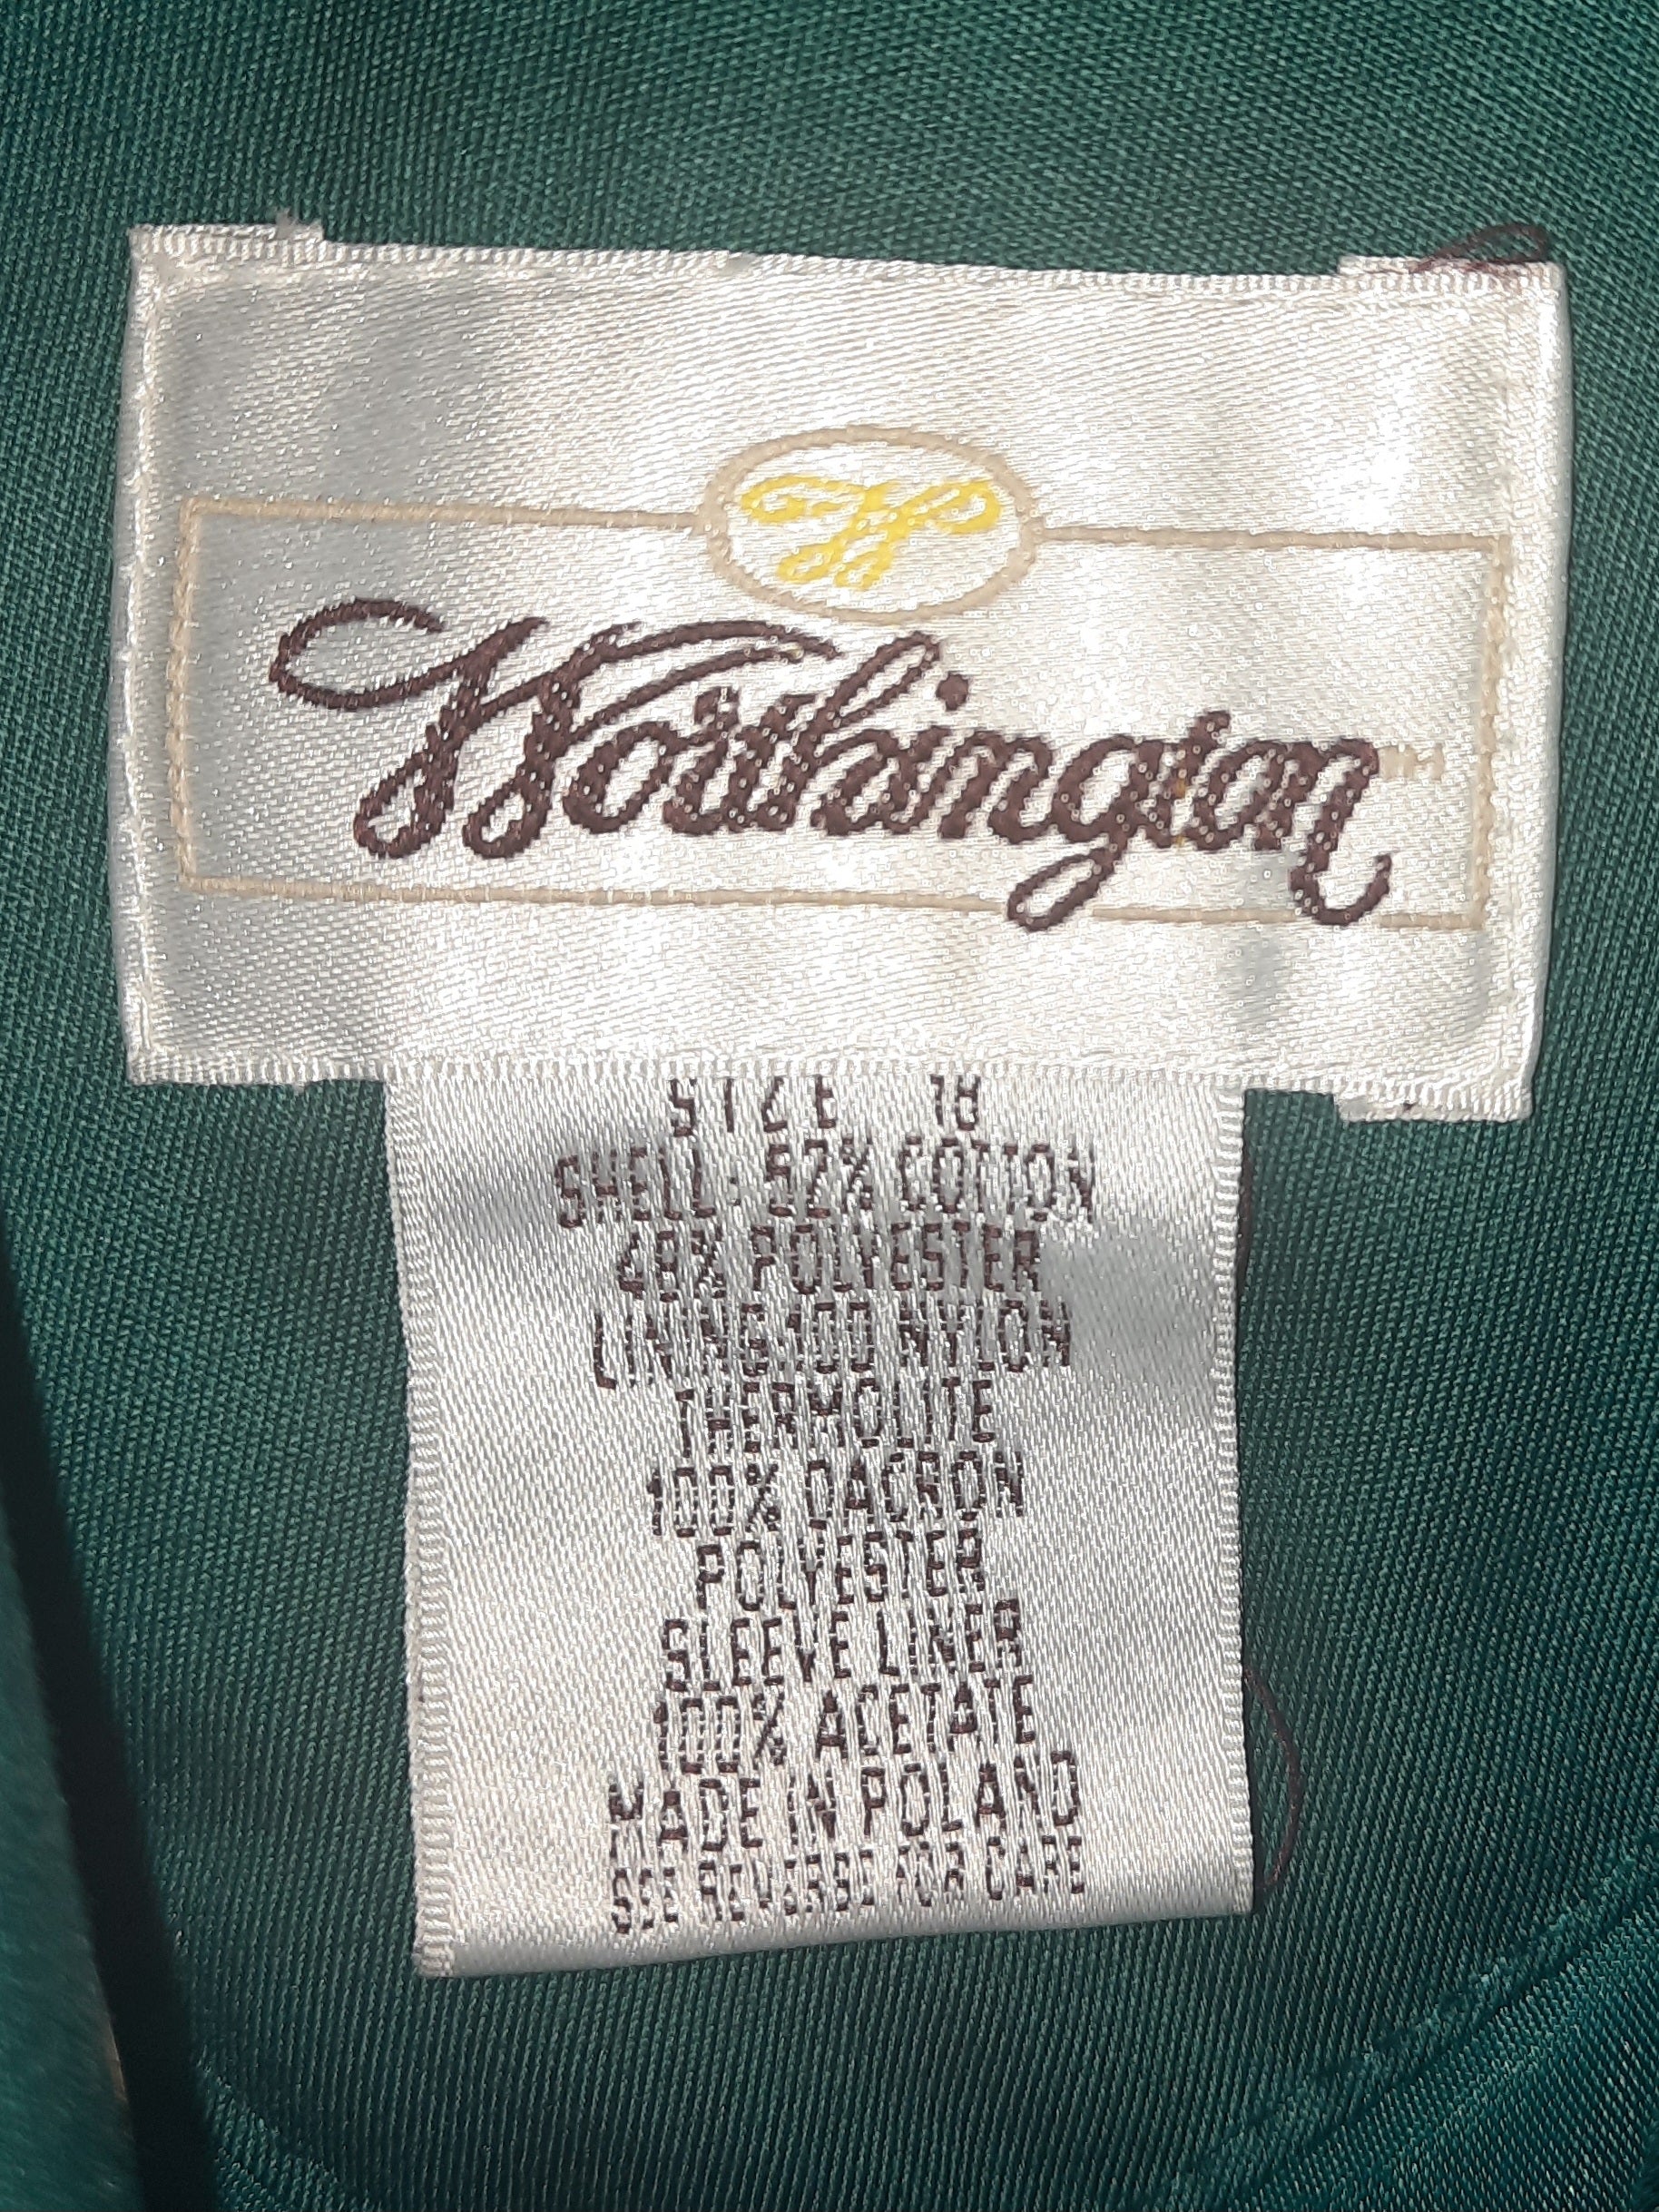 W
Worthington
SIZE 18
SHELL: 52% COTTON
48% POLYESTER
LINING 100 NYLON
THERMOLITE
100% DACRON
POLYESTER
SLEEVE LINER
100% ACETATE
MADE IN POLAND
SEE REVERSE FOR CARE